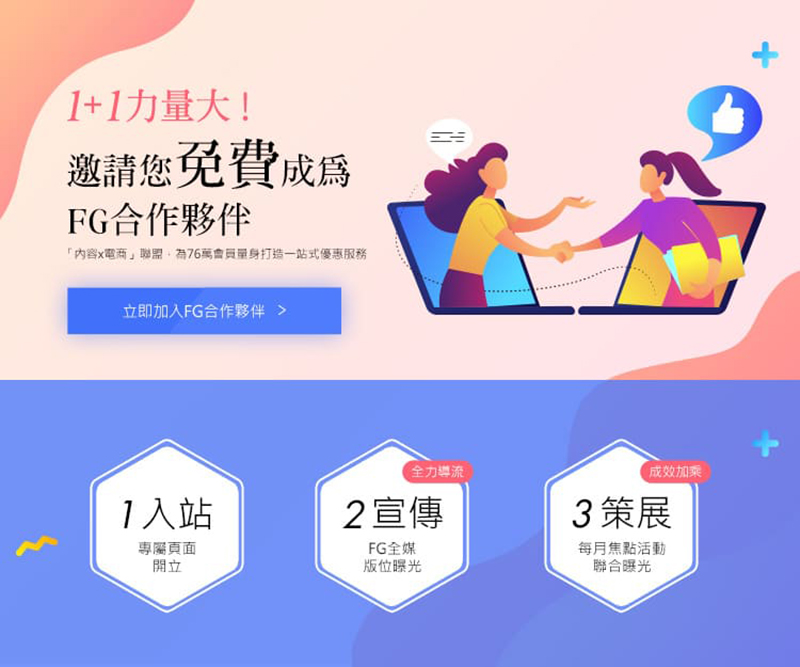 1+1力量大！
邀請您免費成為
FG合作夥伴
「內容x電商」聯盟，為76萬會員量身打造一站式優惠服務
立即加入FG合作夥伴 >
1入站
專屬頁面
開立
全力導流
2宣傳
FG全媒
版位曝光
成效加乘
3策展
每月焦點活動
聯合曝光